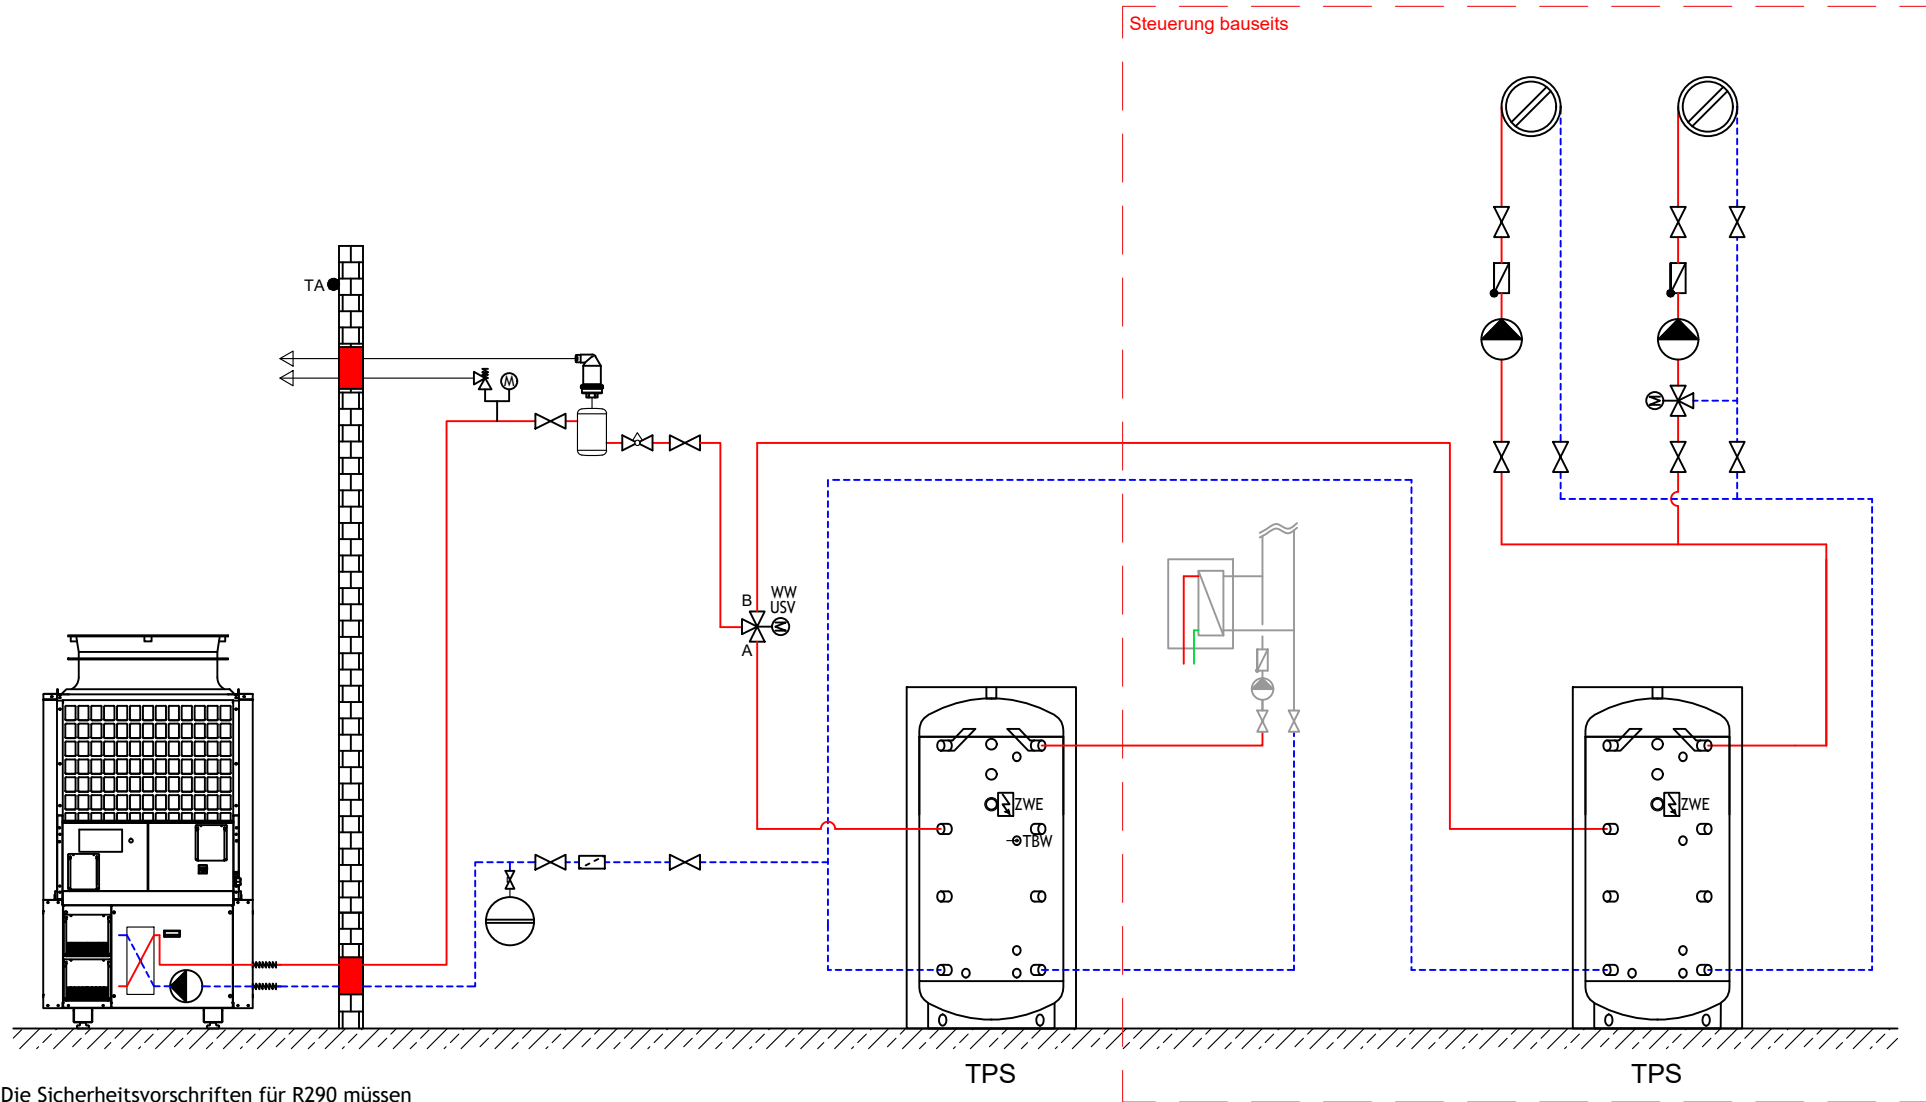 Steuerung bauseits
TA
M
M
B
WW
USV
M
A
ZWE
TBW
ZWE
TPS
TPS
Die Sicherheitsvorschriften für R290 müssen